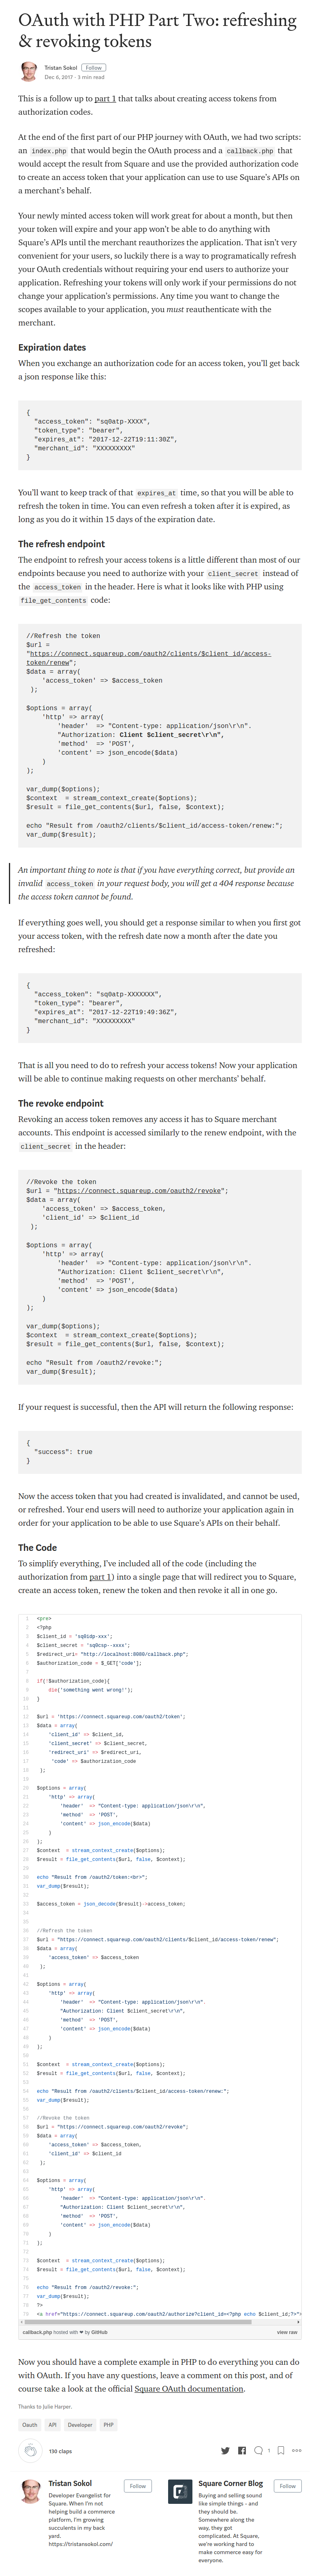 OAuth with PHP Part Two: refreshing
& revoking tokens
Tristan Sokol Follow
Dec 6, 2017 · 3 min read
This is a follow up to part 1 that talks about creating access tokens from
authorization codes.
At the end of the first part of our PHP journey with OAuth, we had two scripts:
an index.php that would begin the OAuth process and a callback.php that
would accept the result from Square and use the provided authorization code
to create an access token that your application can use to use Square's APIs on
a merchant's behalf.
Your newly minted access token will work great for about a month, but then
your token will expire and your app won't be able to do anything with
Square's APIs until the merchant reauthorizes the application. That isn't very
convenient for your users, so luckily there is a way to programatically refresh
your OAuth credentials without requiring your end users to authorize your
application. Refreshing your tokens will only work if your permissions do not
change your application's permissions. Any time you want to change the
scopes available to your application, you must reauthenticate with the
merchant.
Expiration dates
When you exchange an authorization code for an access token, you'll get back
a json response like this:
{
"access_token": "sq0atp-XXXX",
"token_type": "bearer",
"expires_at": "2017-12-22T19:11:30Z",
"merchant_id": "XXXXXXXXX"
}
You'll want to keep track of that expires_at time, so that you will be able to
refresh the token in time. You can even refresh a token after it is expired, as
long as you do it within 15 days of the expiration date.
The refresh endpoint
The endpoint to refresh your access tokens is a little different than most of our
endpoints because you need to authorize with your client_secret instead of
the access_token in the header. Here is what it looks like with PHP using
file_get_contents code:
//Refresh the token
$url =
"https://connect.squareup.com/oauth2/clients/$client_id/access-
token/renew";
$data = array(
'access_token' => $access_token
);
$options = array(
'http' => array(
'header'  => "Content-type: application/json\r\n".
"Authorization: Client $client_secret\r\n",
'method'  => 'POST',
'content' => json_encode($data)
)
);
var_dump($options);
$context  = stream_context_create($options);
$result = file_get_contents($url, false, $context);
echo "Result from /oauth2/clients/$client_id/access-token/renew:";
var_dump($result);
An important thing to note is that if you have everything correct, but provide an
invalid access_token in your request body, you will get a 404 response because
the access token cannot be found.
If everything goes well, you should get a response similar to when you first got
your access token, with the refresh date now a month after the date you
refreshed:
{
"access_token": "sq0atp-XXXXXXX",
"token_type": "bearer",
"expires_at": "2017-12-22T19:49:36Z",
"merchant_id": "XXXXXXXXX"
}
That is all you need to do to refresh your access tokens! Now your application
will be able to continue making requests on other merchants' behalf.
The revoke endpoint
Revoking an access token removes any access it has to Square merchant
accounts. This endpoint is accessed similarly to the renew endpoint, with the
client_secret in the header:
//Revoke the token
$url = "https://connect.squareup.com/oauth2/revoke";
$data = array(
'access_token' => $access_token,
'client_id' => $client_id
);
$options = array(
'http' => array(
'header'  => "Content-type: application/json\r\n".
"Authorization: Client $client_secret\r\n",
'method'  => 'POST',
'content' => json_encode($data)
)
);
var_dump($options);
$context  = stream_context_create($options);
$result = file_get_contents($url, false, $context);
echo "Result from /oauth2/revoke:";
var_dump($result);
If your request is successful, then the API will return the following response:
{
"success": true
}
Now the access token that you had created is invalidated, and cannot be used,
or refreshed. Your end users will need to authorize your application again in
order for your application to be able to use Square's APIs on their behalf.
The Code
To simplify everything, I've included all of the code (including the
authorization from part 1) into a single page that will redirect you to Square,
create an access token, renew the token and then revoke it all in one go.
1 <pre>
2 <?php
3 $client_id = 'sq0idp-xxx';
4 $client_secret = 'sq0csp--xxxx';
5 $redirect_uri= "http://localhost:8080/callback.php";
6 $authorization_code = $_GET['code'];
7
8 if(!$authorization_code){
9 die('something went wrong!');
10 }
11
12 $url = 'https://connect.squareup.com/oauth2/token';
13 $data = array(
14 'client_id' => $client_id,
15 'client_secret' => $client_secret,
16 'redirect_uri' => $redirect_uri,
17 'code' => $authorization_code
18 );
19
20 $options = array(
21 'http' => array(
22 'header'  => "Content-type: application/json\r\n",
23 'method'  => 'POST',
24 'content' => json_encode($data)
25 )
26 );
27 $context  = stream_context_create($options);
28 $result = file_get_contents($url, false, $context);
29
30 echo "Result from /oauth2/token:<br>";
31 var_dump($result);
32
33 $access_token = json_decode($result)->access_token;
34
35
36 //Refresh the token
37 $url = "https://connect.squareup.com/oauth2/clients/$client_id/access-token/renew";
38 $data = array(
39 'access_token' => $access_token
40 );
41
42 $options = array(
43 'http' => array(
44 'header'  => "Content-type: application/json\r\n".
45 "Authorization: Client $client_secret\r\n",
46 'method'  => 'POST',
47 'content' => json_encode($data)
48 )
49 );
50
51 $context  = stream_context_create($options);
52 $result = file_get_contents($url, false, $context);
53
54 echo "Result from /oauth2/clients/$client_id/access-token/renew:";
55 var_dump($result);
56
57 //Revoke the token
58 $url = "https://connect.squareup.com/oauth2/revoke";
59 $data = array(
60 'access_token' => $access_token,
61 'client_id' => $client_id
62 );
63
64 $options = array(
65 'http' => array(
66 'header'  => "Content-type: application/json\r\n".
67 "Authorization: Client $client_secret\r\n",
68 'method'  => 'POST',
69 'content' => json_encode($data)
70 )
71 );
72
73 $context  = stream_context_create($options);
74 $result = file_get_contents($url, false, $context);
75
76 echo "Result from /oauth2/revoke:";
77 var_dump($result);
78 ?>
79 <a href="https://connect.squareup.com/oauth2/authorize?client_id=<?php echo $client_id;?>"
callback.php hosted with ❤ by GitHub view raw
Now you should have a complete example in PHP to do everything you can do
with OAuth. If you have any questions, leave a comment on this post, and of
course take a look at the official Square OAuth documentation.
Thanks to Julie Harper.
Oauth API Developer PHP
130 claps 1
Tristan Sokol Follow
Developer Evangelist for
Square. When I'm not
helping build a commerce
platform, I'm growing
succulents in my back
yard.
https://tristansokol.com/
Square Corner Blog Follow
Buying and selling sound
like simple things - and
they should be.
Somewhere along the
way, they got
complicated. At Square,
we're working hard to
make commerce easy for
everyone.